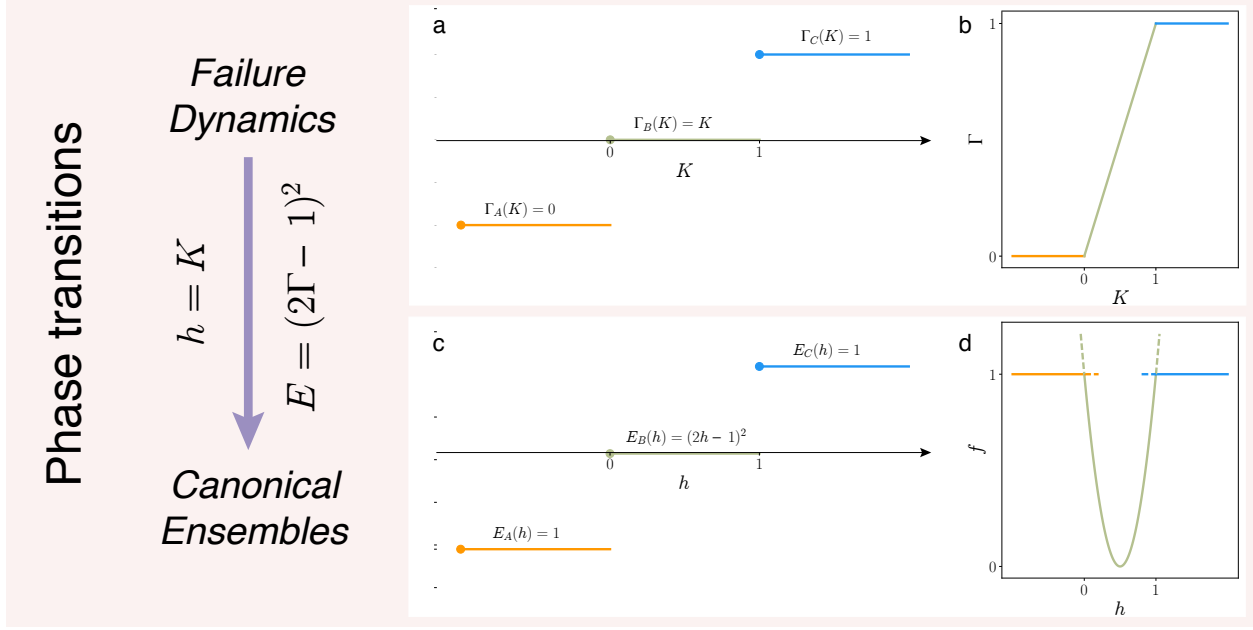 Phase transitions
Failure
Dynamics
h = K
E = (2Γ − 1)²
Canonical
Ensembles
a
Γ_C(K) = 1
Γ_B(K) = K
0 1
K
Γ_A(K) = 0
b
1
Γ
0
0 1
K
c
E_C(h) = 1
E_B(h) = (2h − 1)²
0 1
h
E_A(h) = 1
d
1
f
0
0 1
h